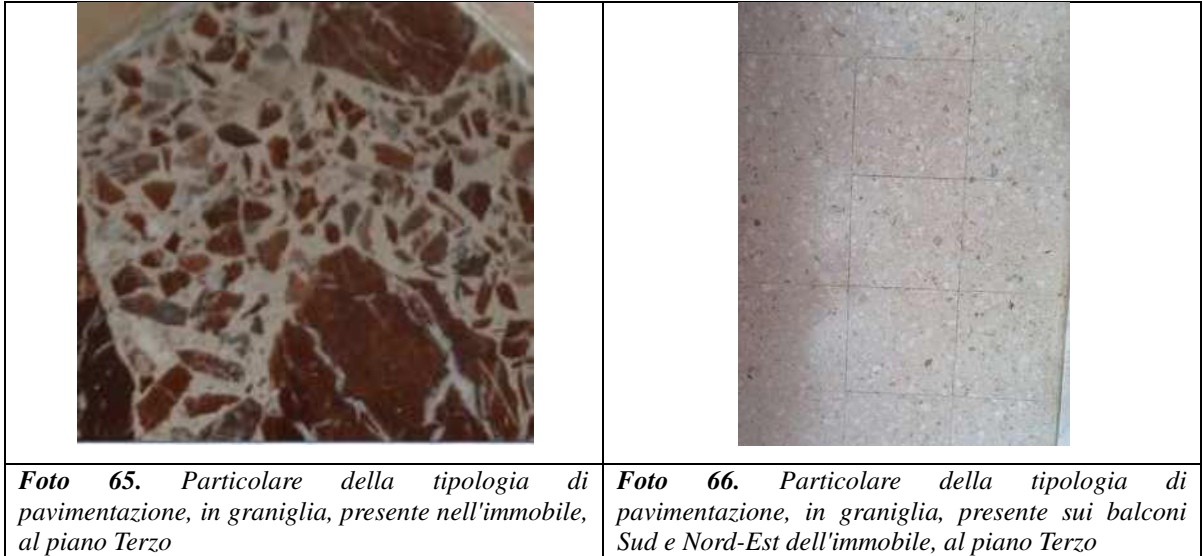 Foto 65. Particolare della tipologia di
pavimentazione, in graniglia, presente nell'immobile,
al piano Terzo
Foto 66. Particolare della tipologia di
pavimentazione, in graniglia, presente sui balconi
Sud e Nord-Est dell'immobile, al piano Terzo